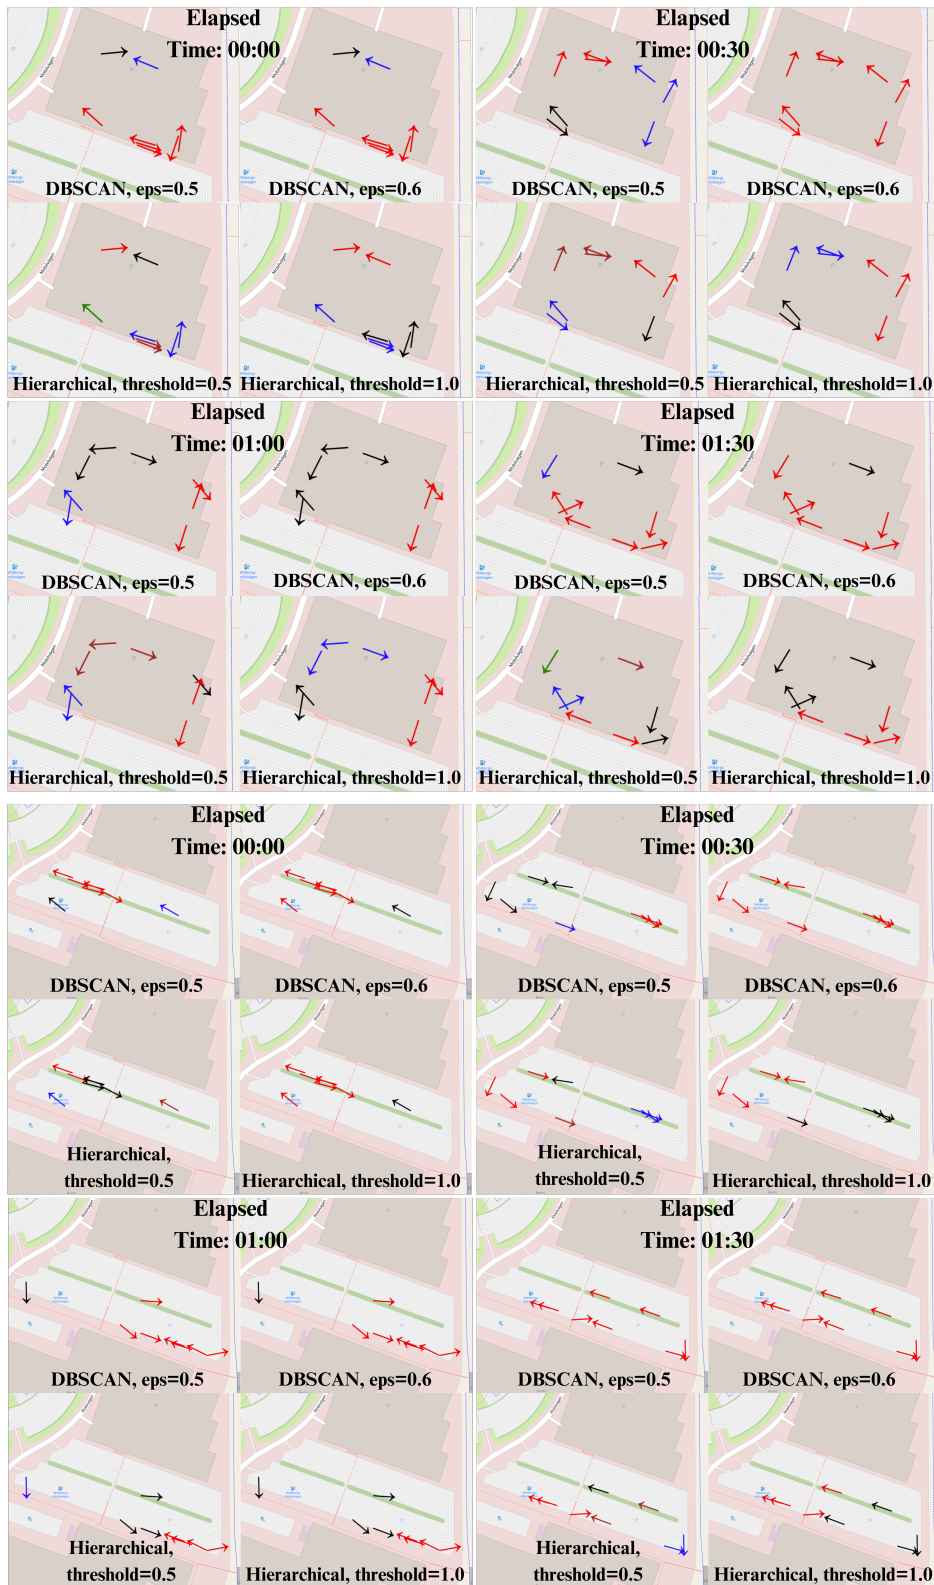 Elapsed
Time: 00:00
DBSCAN, eps=0.5
DBSCAN, eps=0.6
Hierarchical, threshold=0.5
Hierarchical, threshold=1.0
Elapsed
Time: 00:30
DBSCAN, eps=0.5
DBSCAN, eps=0.6
Hierarchical, threshold=0.5
Hierarchical, threshold=1.0
Elapsed
Time: 01:00
DBSCAN, eps=0.5
DBSCAN, eps=0.6
Hierarchical, threshold=0.5
Hierarchical, threshold=1.0
Elapsed
Time: 01:30
DBSCAN, eps=0.5
DBSCAN, eps=0.6
Hierarchical, threshold=0.5
Hierarchical, threshold=1.0
Elapsed
Time: 00:00
DBSCAN, eps=0.5
DBSCAN, eps=0.6
Hierarchical,
threshold=0.5
Hierarchical, threshold=1.0
Elapsed
Time: 00:30
DBSCAN, eps=0.5
DBSCAN, eps=0.6
Hierarchical,
threshold=0.5
Hierarchical, threshold=1.0
Elapsed
Time: 01:00
DBSCAN, eps=0.5
DBSCAN, eps=0.6
Hierarchical,
threshold=0.5
Hierarchical, threshold=1.0
Elapsed
Time: 01:30
DBSCAN, eps=0.5
DBSCAN, eps=0.6
Hierarchical,
threshold=0.5
Hierarchical, threshold=1.0